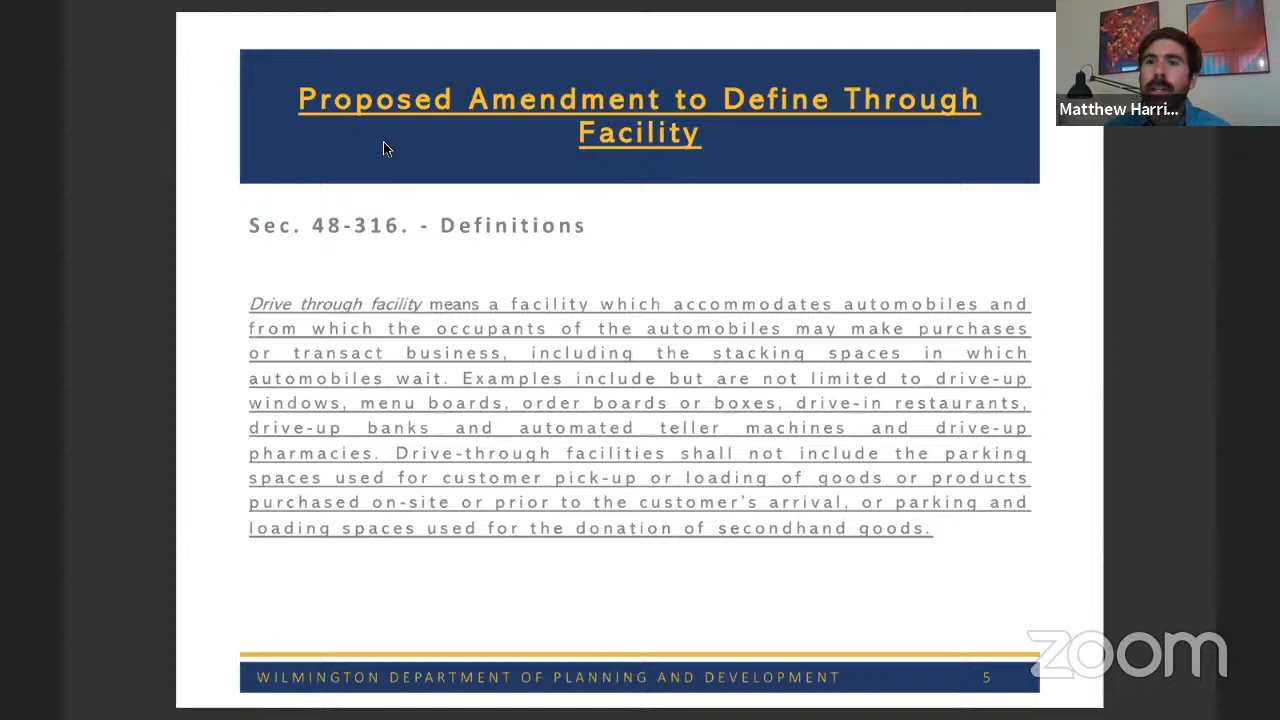 Proposed Amendment to Define Through
Facility
Matthew Harri...
Sec. 48-316. - Definitions
Drive through facility means a facility which accommodates automobiles and
from which the occupants of the automobiles may make purchases
or transact business, including the stacking spaces in which
automobiles wait. Examples include but are not limited to drive-up
windows, menu boards, order boards or boxes, drive-in restaurants,
drive-up banks and automated teller machines and drive-up
pharmacies. Drive-through facilities shall not include the parking
spaces used for customer pick-up or loading of goods or products
purchased on-site or prior to the customer's arrival, or parking and
loading spaces used for the donation of secondhand goods.
WILMINGTON DEPARTMENT OF PLANNING AND DEVELOPMENT 5
zoom